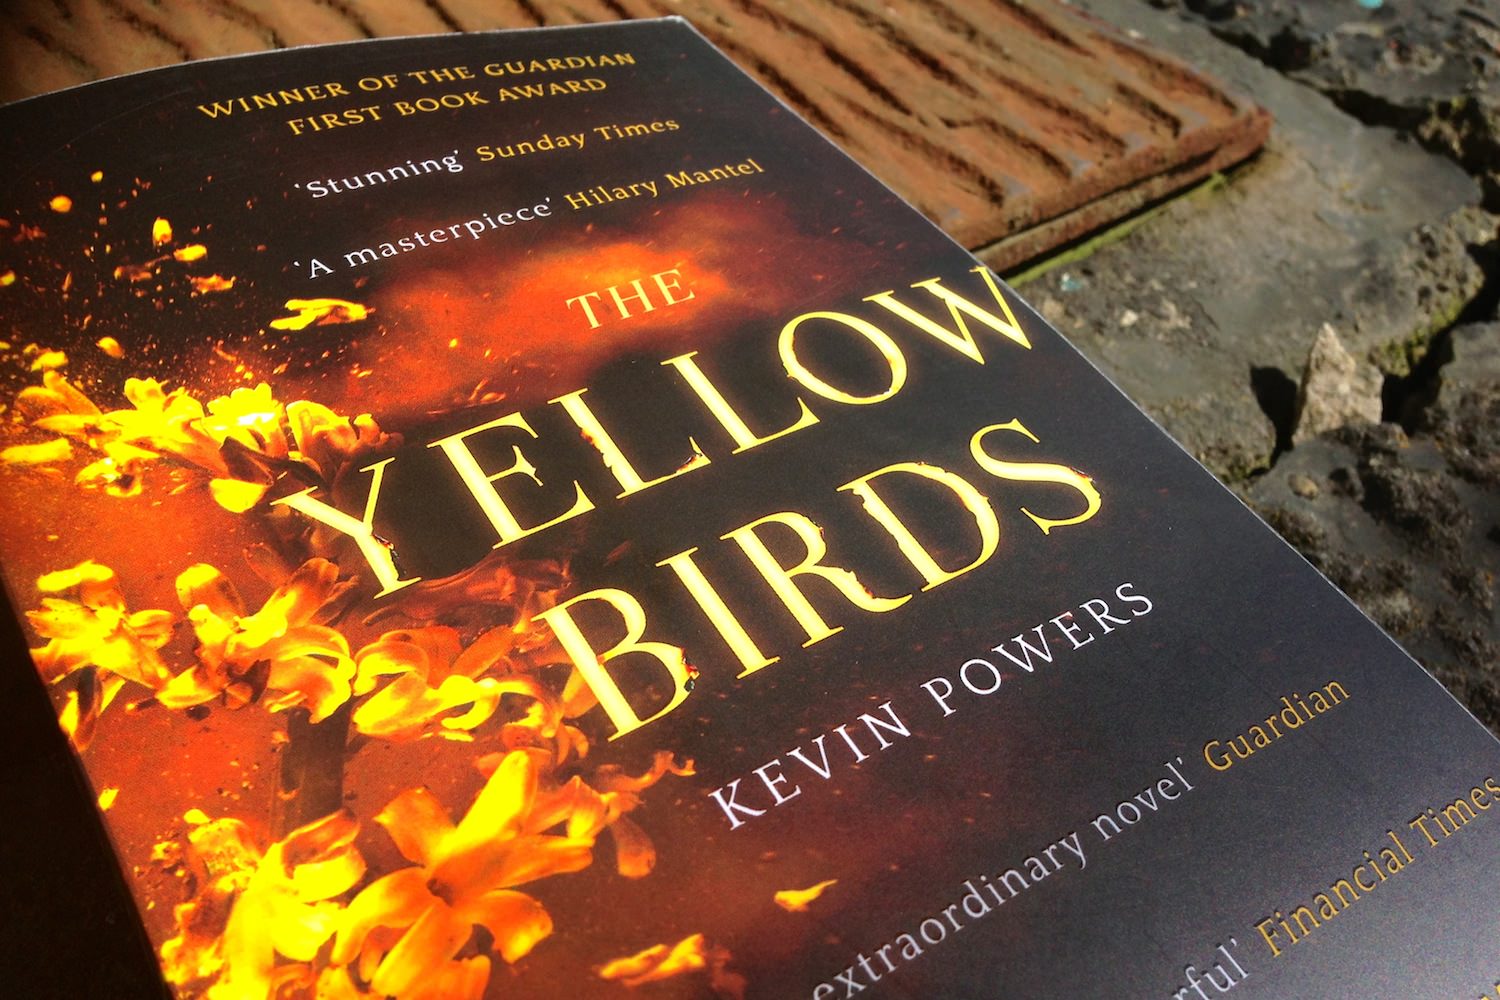 WINNER OF THE GUARDIAN
FIRST BOOK AWARD
'Stunning' Sunday Times
'A masterpiece' Hilary Mantel
THE
YELLOW
BIRDS
KEVIN POWERS
extraordinary novel' Guardian
Financial Times